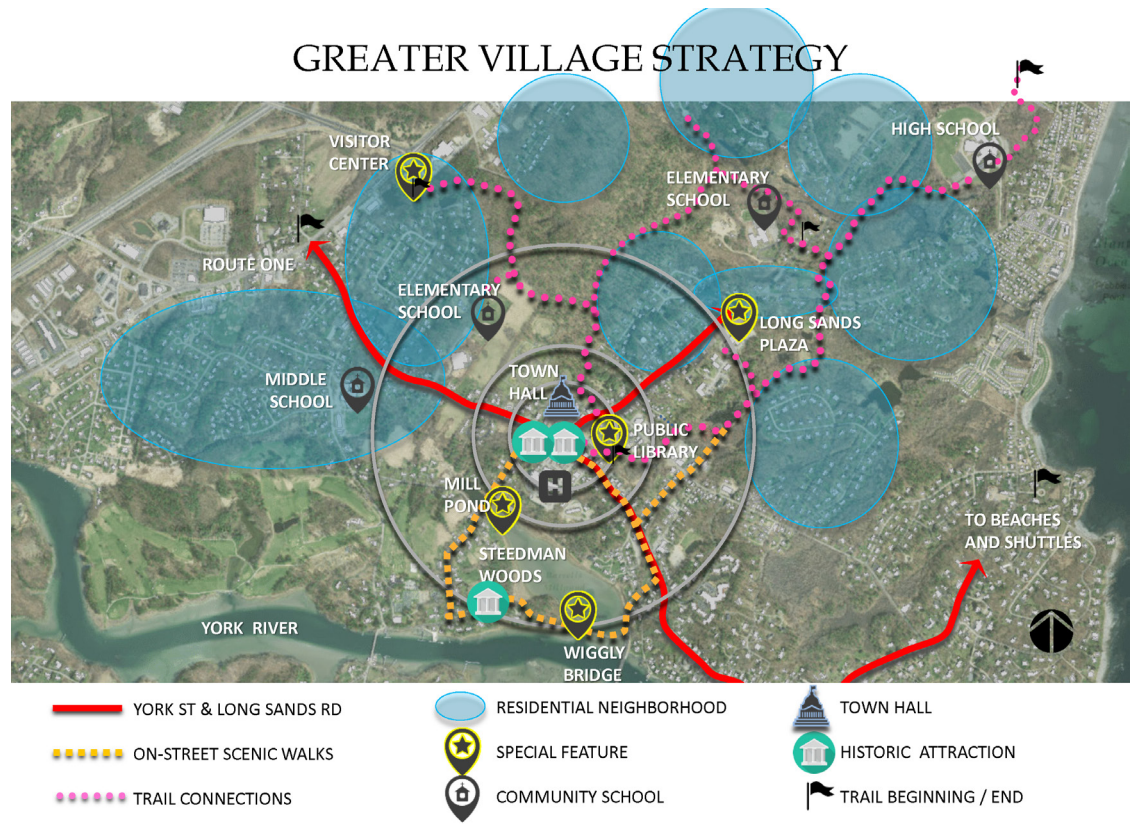 GREATER VILLAGE STRATEGY
VISITOR
CENTER
HIGH SCHOOL
ELEMENTARY
SCHOOL
ROUTE ONE
ELEMENTARY
SCHOOL
LONG SANDS
PLAZA
MIDDLE
SCHOOL
TOWN
HALL
PUBLIC
LIBRARY
H
MILL
POND
STEEDMAN
WOODS
TO BEACHES
AND SHUTTLES
YORK RIVER
WIGGLY
BRIDGE
YORK ST & LONG SANDS RD
RESIDENTIAL NEIGHBORHOOD
TOWN HALL
ON-STREET SCENIC WALKS
SPECIAL FEATURE
HISTORIC ATTRACTION
TRAIL CONNECTIONS
COMMUNITY SCHOOL
TRAIL BEGINNING / END